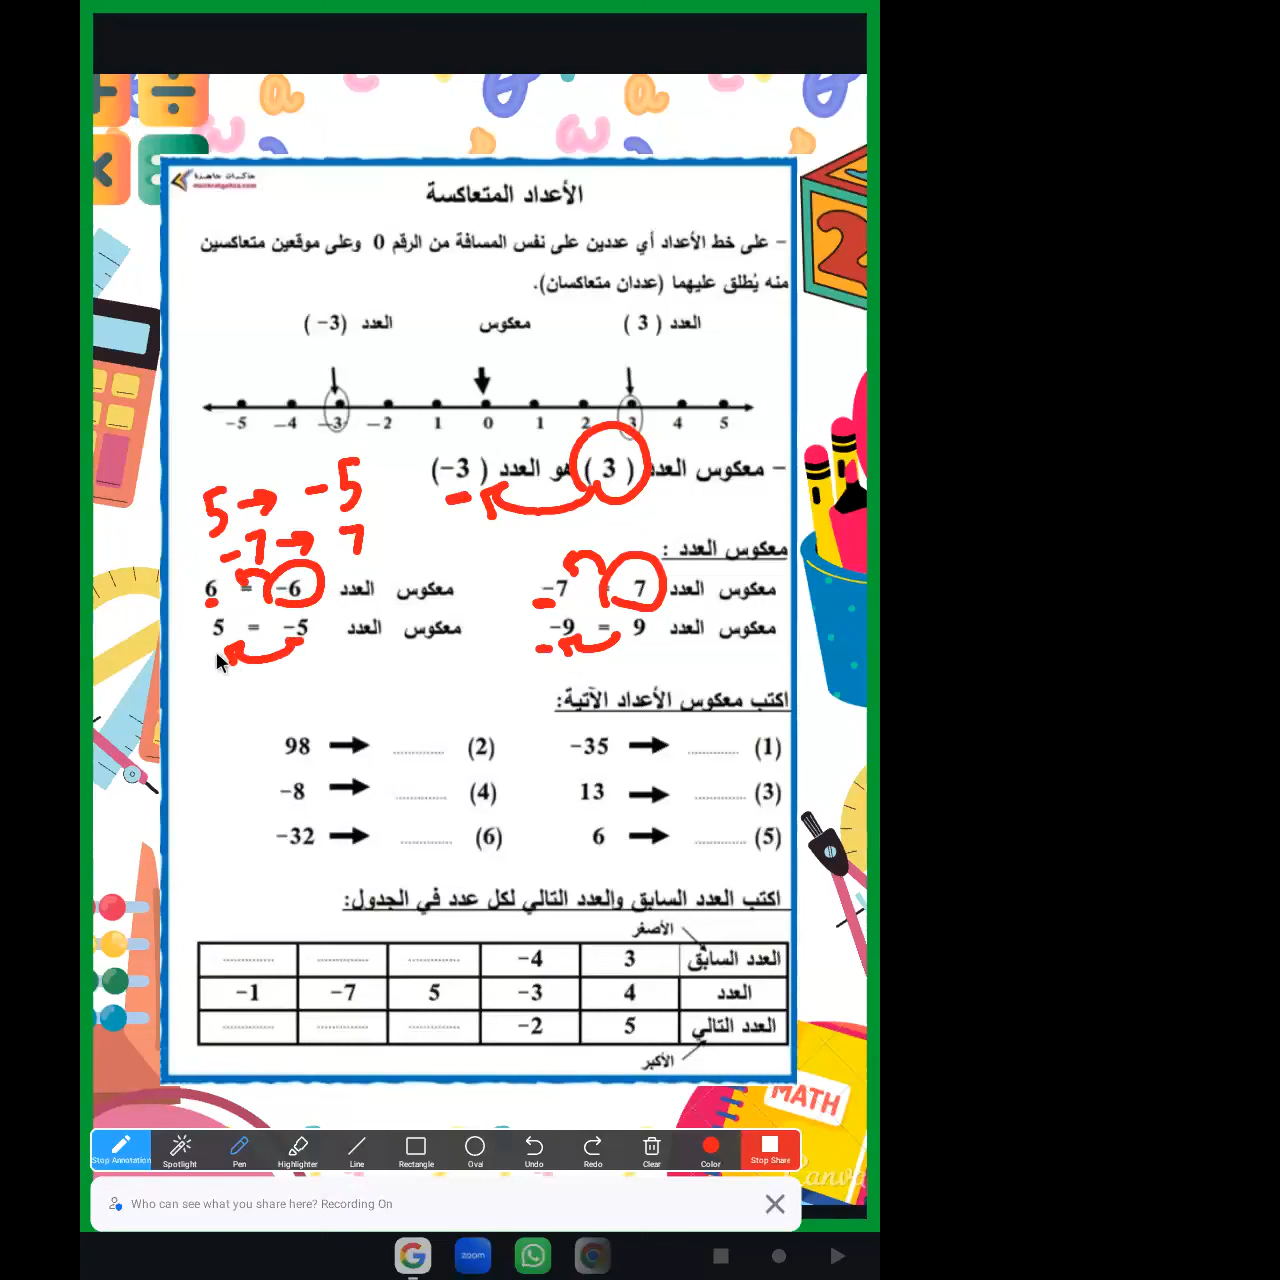 مذكرات جاهزة
الأعداد المتعاكسة
– على خط الأعداد أي عددين على نفس المسافة من الرقم 0 وعلى موقعين متعاكسين
منه يُطلق عليهما (عددان متعاكسان).
العدد ( 3 ) معكوس العدد (3– )
–5 –4 –3 –2 1 0 1 2 3 4 5
– معكوس العدد ( 3 ) هو العدد ( 3–)
–
5 → –5
–7 → 7
معكوس العدد :
معكوس العدد 7 = –7 معكوس العدد –6 = 6
معكوس العدد 9 = –9 معكوس العدد –5 = 5
اكتب معكوس الأعداد الآتية:
(1) ............ ← –35 (2) ............ ← 98
(3) ............ ← 13 (4) ............ ← –8
(5) ............ ← 6 (6) ............ ← –32
اكتب العدد السابق والعدد التالي لكل عدد في الجدول:
الأصغر
العدد السابق 3 –4 ............ ............ ............
العدد 4 –3 5 –7 –1
العدد التالي 5 –2 ............ ............ ............
الأكبر
MATH
Stop Annotation Spotlight Pen Highlighter Line Rectangle Oval Undo Redo Clear Color Stop Share
Who can see what you share here? Recording On
zoom